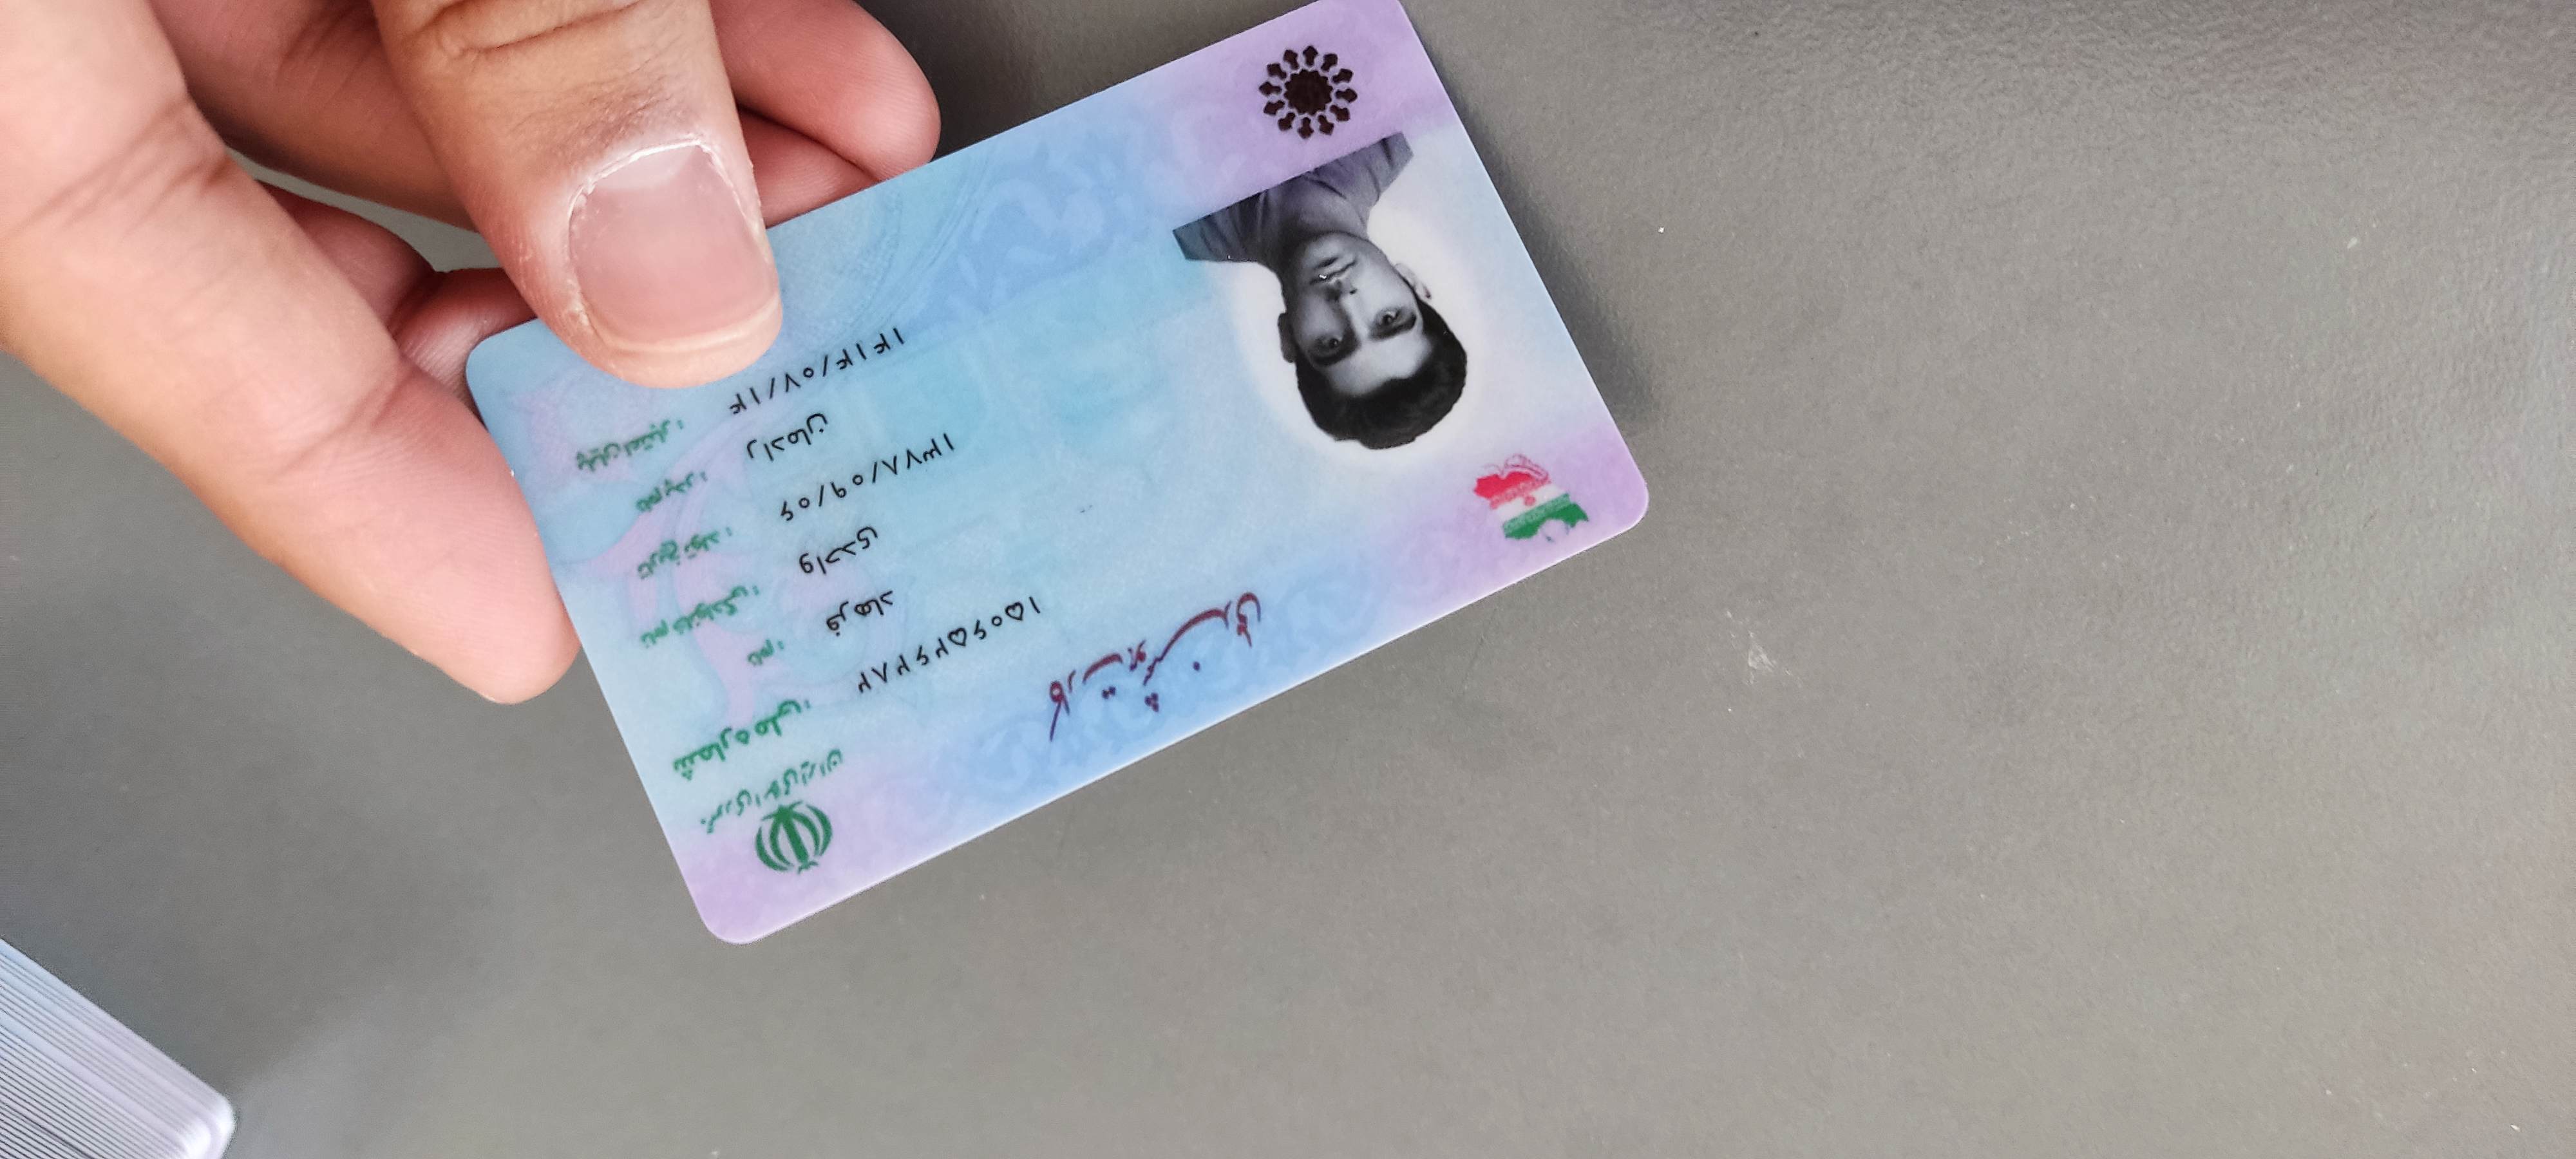 جمهوری اسلامی ایران
کارت هوشمند ملی
شماره ملی:
۱۵۰۶۵۲۶۲۸۲
نام:
فرهاد
نام خانوادگی:
واحدی
تاریخ تولد:
۱۳۷۸/۰۹/۰۶
نام پدر:
رادمان
پایان اعتبار:
۱۴۱۴/۰۷/۱۴